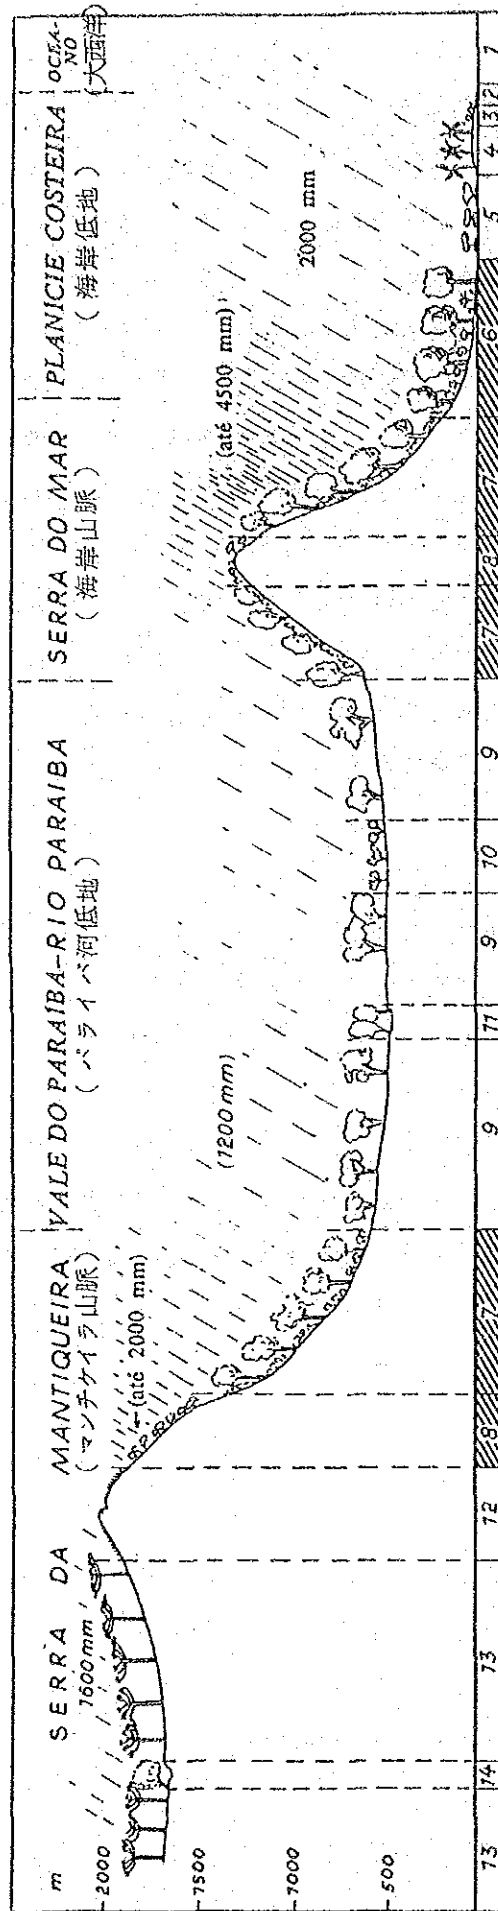 SERRA DA MANTIQUEIRA
(マンチケイラ山脈)
VALE DO PARAIBA-RIO PARAIBA
(パライバ河低地)
SERRA DO MAR
(海岸山脈)
PLANICIE COSTEIRA
(海岸低地)
OCEA-
NO
(大西洋)
m
2000
1500
1000
500
1600mm
←(até 2000 mm)
(1200mm)
(até 4500 mm)
2000 mm
13 14 13 12 8 7 9 11 9 10 9 7 8 7 6 5 4 3 2 1